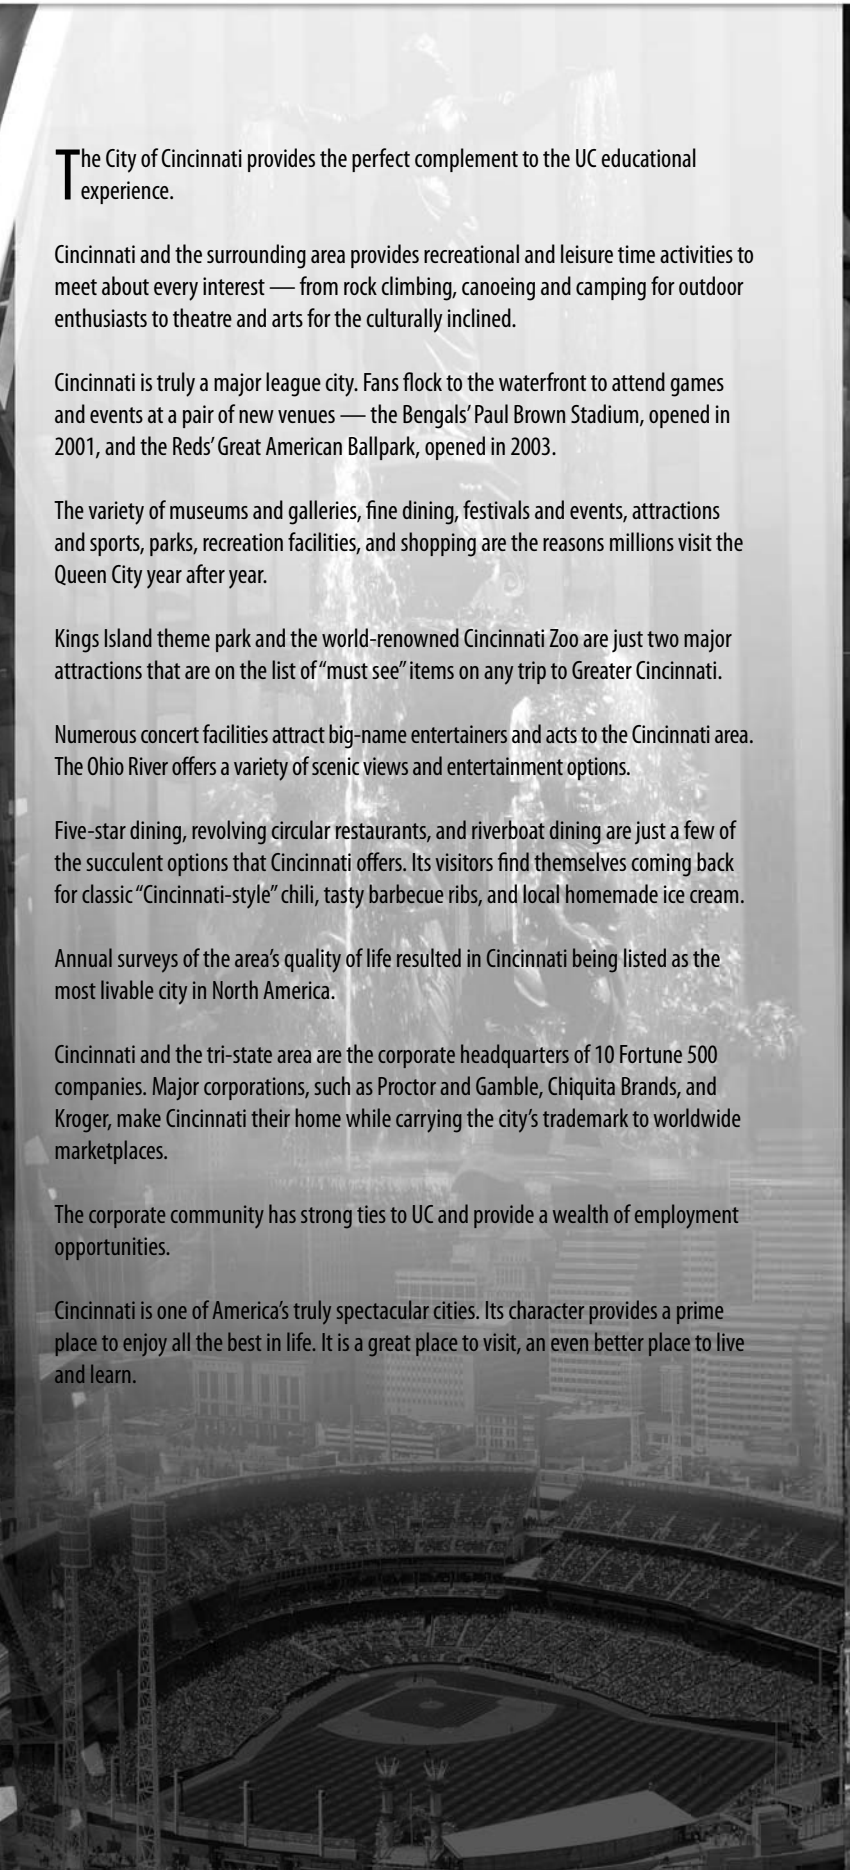 The City of Cincinnati provides the perfect complement to the UC educational
experience.
Cincinnati and the surrounding area provides recreational and leisure time activities to
meet about every interest — from rock climbing, canoeing and camping for outdoor
enthusiasts to theatre and arts for the culturally inclined.
Cincinnati is truly a major league city. Fans flock to the waterfront to attend games
and events at a pair of new venues — the Bengals’ Paul Brown Stadium, opened in
2001, and the Reds’ Great American Ballpark, opened in 2003.
The variety of museums and galleries, fine dining, festivals and events, attractions
and sports, parks, recreation facilities, and shopping are the reasons millions visit the
Queen City year after year.
Kings Island theme park and the world-renowned Cincinnati Zoo are just two major
attractions that are on the list of “must see” items on any trip to Greater Cincinnati.
Numerous concert facilities attract big-name entertainers and acts to the Cincinnati area.
The Ohio River offers a variety of scenic views and entertainment options.
Five-star dining, revolving circular restaurants, and riverboat dining are just a few of
the succulent options that Cincinnati offers. Its visitors find themselves coming back
for classic “Cincinnati-style” chili, tasty barbecue ribs, and local homemade ice cream.
Annual surveys of the area’s quality of life resulted in Cincinnati being listed as the
most livable city in North America.
Cincinnati and the tri-state area are the corporate headquarters of 10 Fortune 500
companies. Major corporations, such as Proctor and Gamble, Chiquita Brands, and
Kroger, make Cincinnati their home while carrying the city’s trademark to worldwide
marketplaces.
The corporate community has strong ties to UC and provide a wealth of employment
opportunities.
Cincinnati is one of America’s truly spectacular cities. Its character provides a prime
place to enjoy all the best in life. It is a great place to visit, an even better place to live
and learn.